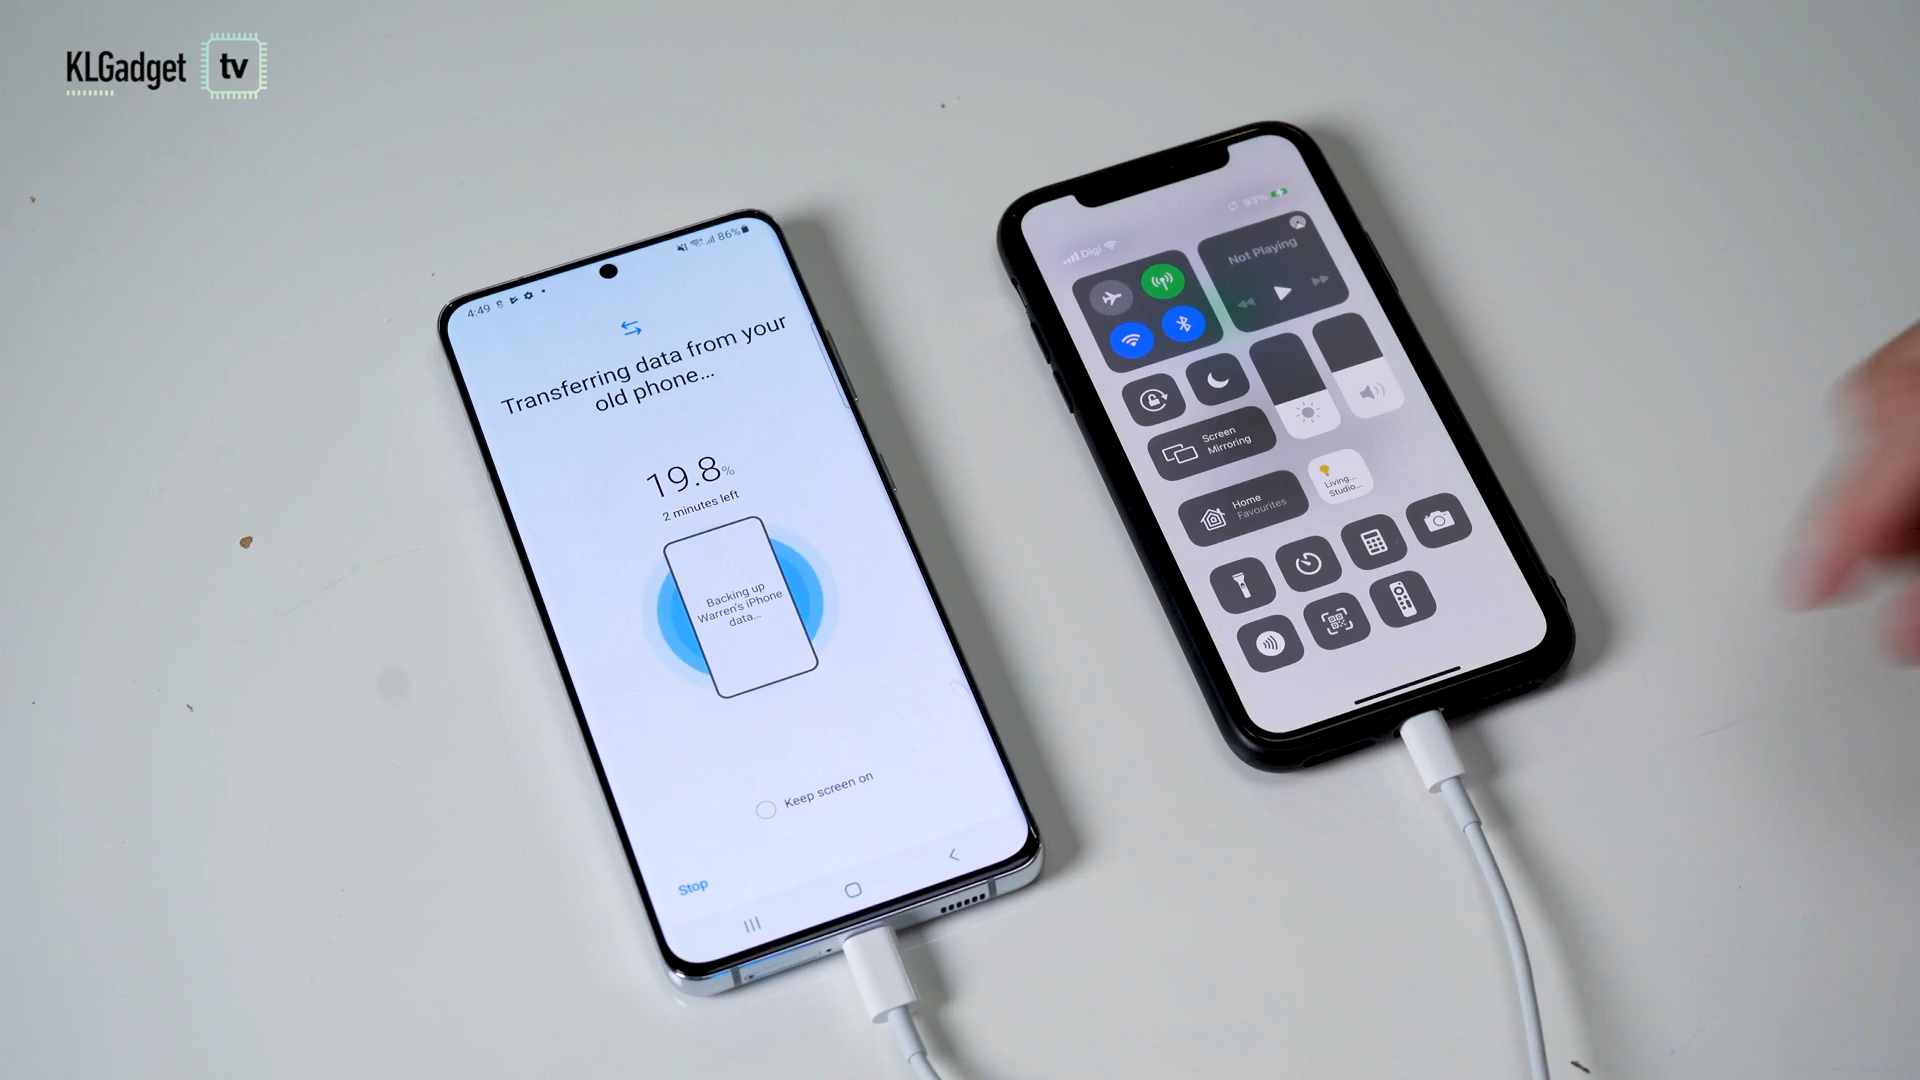 KLGadget tv
4:49
86%
Transferring data from your
old phone...
19.8%
2 minutes left
Backing up
Warren's iPhone
data...
Keep screen on
Stop
93%
Digi
Not Playing
Screen
Mirroring
Home
Favourites
Living...
Studio...